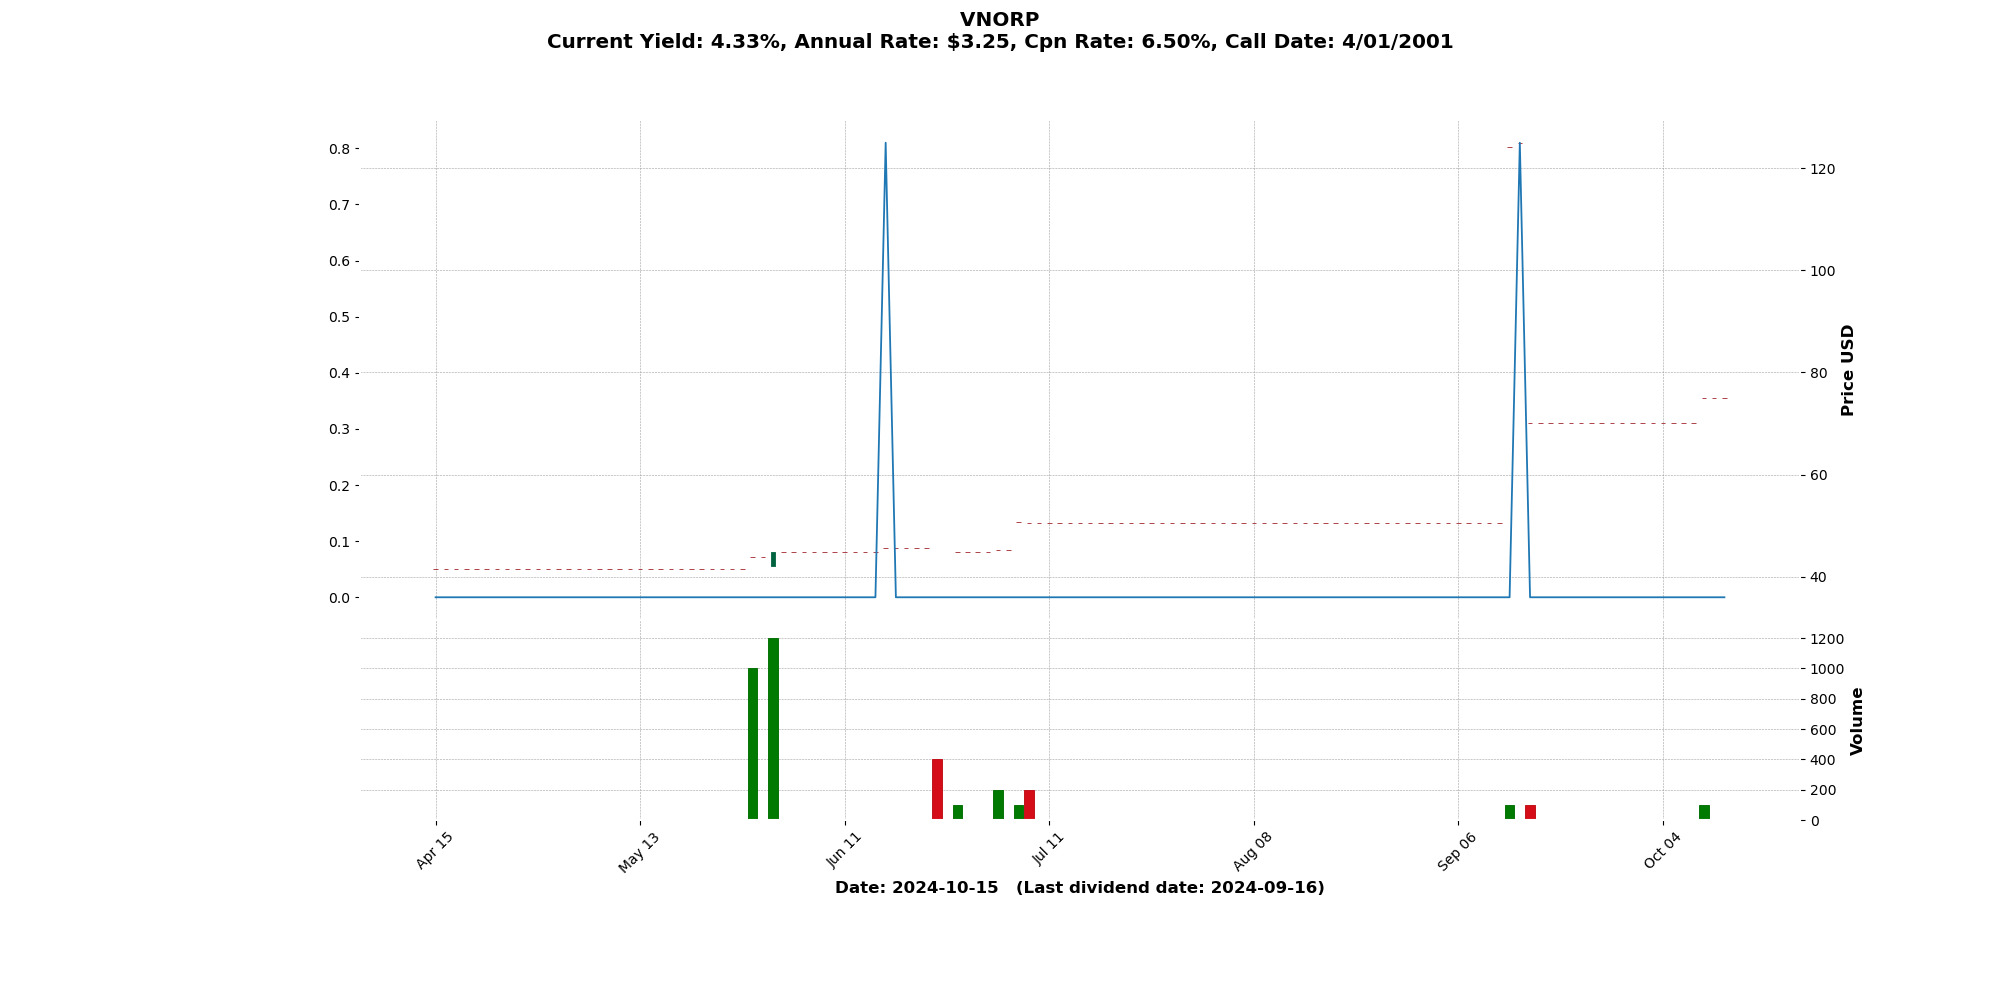 VNORP
Current Yield: 4.33%, Annual Rate: $3.25, Cpn Rate: 6.50%, Call Date: 4/01/2001
0.8
0.7
0.6
0.5
0.4
0.3
0.2
0.1
0.0
120
100
80
60
40
Price USD
1200
1000
800
600
400
200
0
Volume
Apr 15
May 13
Jun 11
Jul 11
Aug 08
Sep 06
Oct 04
Date: 2024-10-15   (Last dividend date: 2024-09-16)